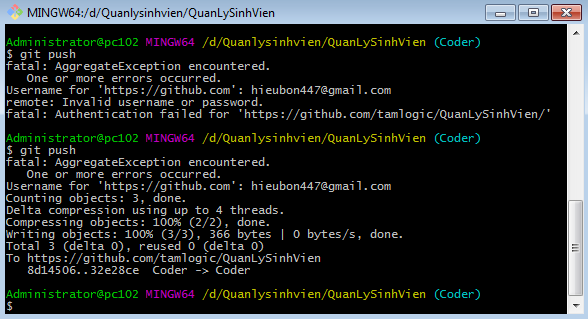 MINGW64:/d/Quanlysinhvien/QuanLySinhVien
Administrator@pc102 MINGW64 /d/Quanlysinhvien/QuanLySinhVien (Coder)
$ git push
fatal: AggregateException encountered.
   One or more errors occurred.
Username for 'https://github.com': hieubon447@gmail.com
remote: Invalid username or password.
fatal: Authentication failed for 'https://github.com/tamlogic/QuanLySinhVien/'
Administrator@pc102 MINGW64 /d/Quanlysinhvien/QuanLySinhVien (Coder)
$ git push
fatal: AggregateException encountered.
   One or more errors occurred.
Username for 'https://github.com': hieubon447@gmail.com
Counting objects: 3, done.
Delta compression using up to 4 threads.
Compressing objects: 100% (2/2), done.
Writing objects: 100% (3/3), 366 bytes | 0 bytes/s, done.
Total 3 (delta 0), reused 0 (delta 0)
To https://github.com/tamlogic/QuanLySinhVien
   8d14506..32e28ce  Coder -> Coder
Administrator@pc102 MINGW64 /d/Quanlysinhvien/QuanLySinhVien (Coder)
$